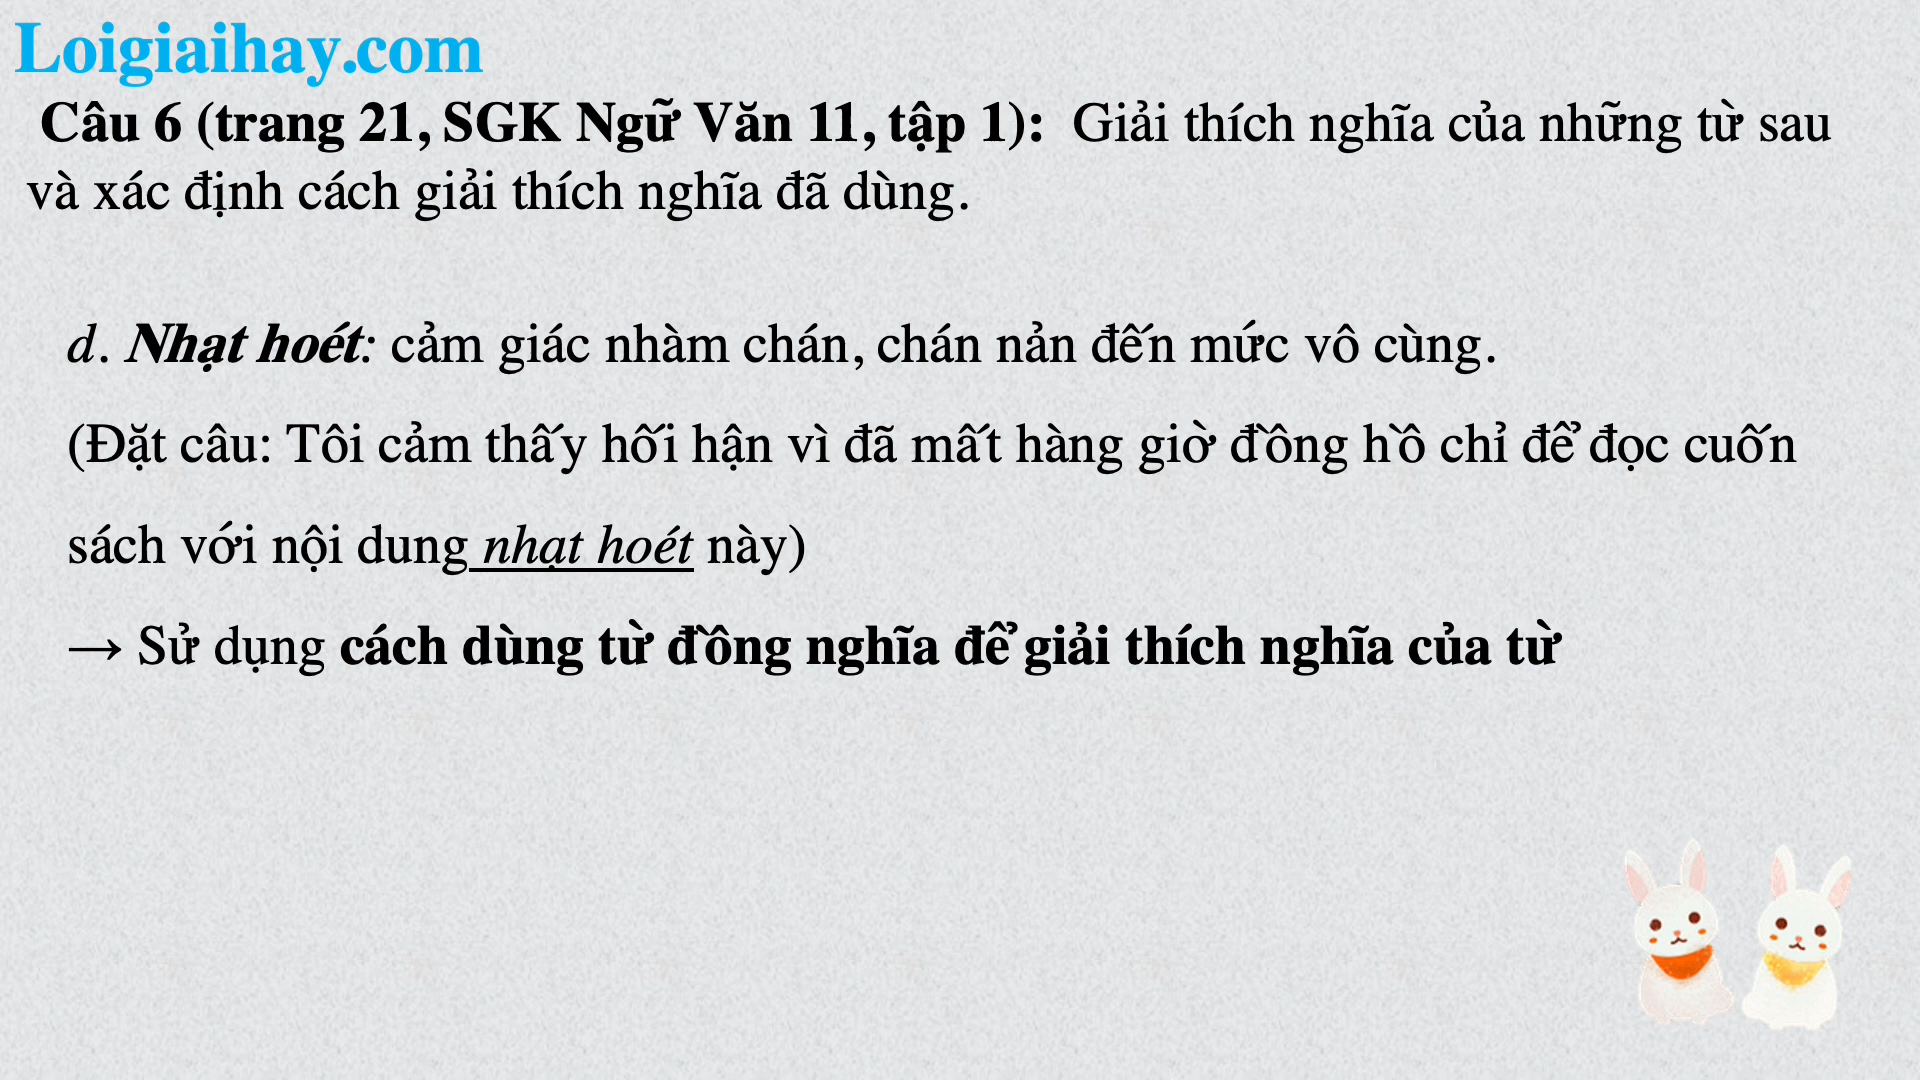 Loigiaihay.com
Câu 6 (trang 21, SGK Ngữ Văn 11, tập 1): Giải thích nghĩa của những từ sau
và xác định cách giải thích nghĩa đã dùng.
d. Nhạt hoét: cảm giác nhàm chán, chán nản đến mức vô cùng.
(Đặt câu: Tôi cảm thấy hối hận vì đã mất hàng giờ đồng hồ chỉ để đọc cuốn
sách với nội dung nhạt hoét này)
→ Sử dụng cách dùng từ đồng nghĩa để giải thích nghĩa của từ